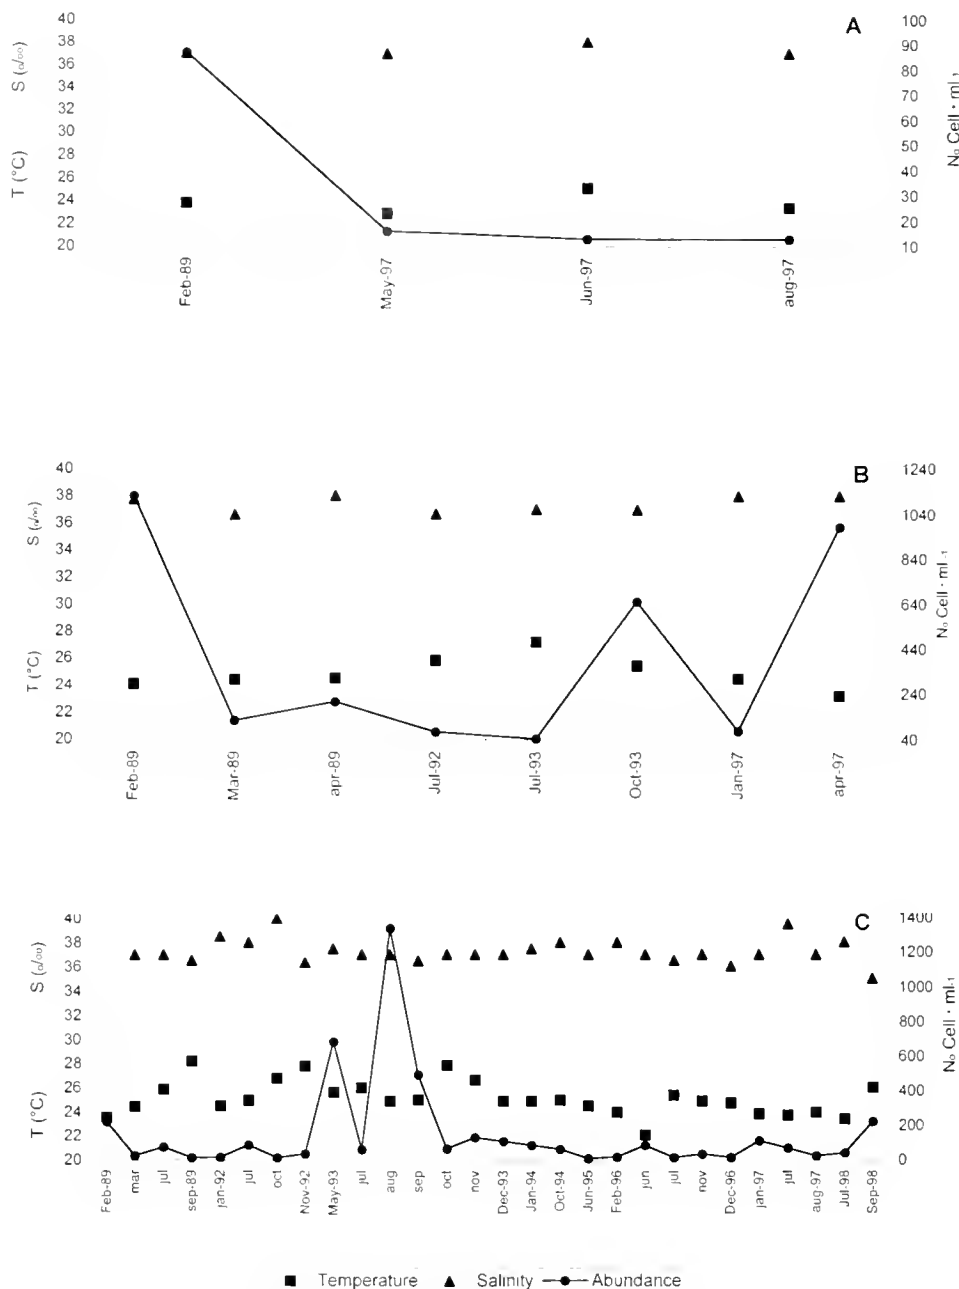 A
S (o/oo)
T (°C)
40
38
36
34
32
30
28
26
24
22
20
100
90
80
70
60
50
40
30
20
10
No Cell · ml-1
Feb-89
May-97
Jun-97
aug-97
B
S (o/oo)
T (°C)
40
38
36
34
32
30
28
26
24
22
20
1240
1040
840
640
440
240
40
No Cell · ml-1
Feb-89
Mar-89
apr-89
Jul-92
Jul-93
Oct-93
Jan-97
apr-97
C
S (o/oo)
T (°C)
40
38
36
34
30
28
26
24
22
20
1400
1200
1000
800
600
400
200
0
No Cell · ml-1
Feb-89
mar
jul
sep-89
jan-92
jul
oct
Nov-92
May-93
jul
aug
sep
oct
nov
Dec-93
Jan-94
Oct-94
Jun-95
Feb-96
jun
jul
nov
Dec-96
jan-97
jul
aug-97
Jul-98
Sep-98
Temperature Salinity Abundance